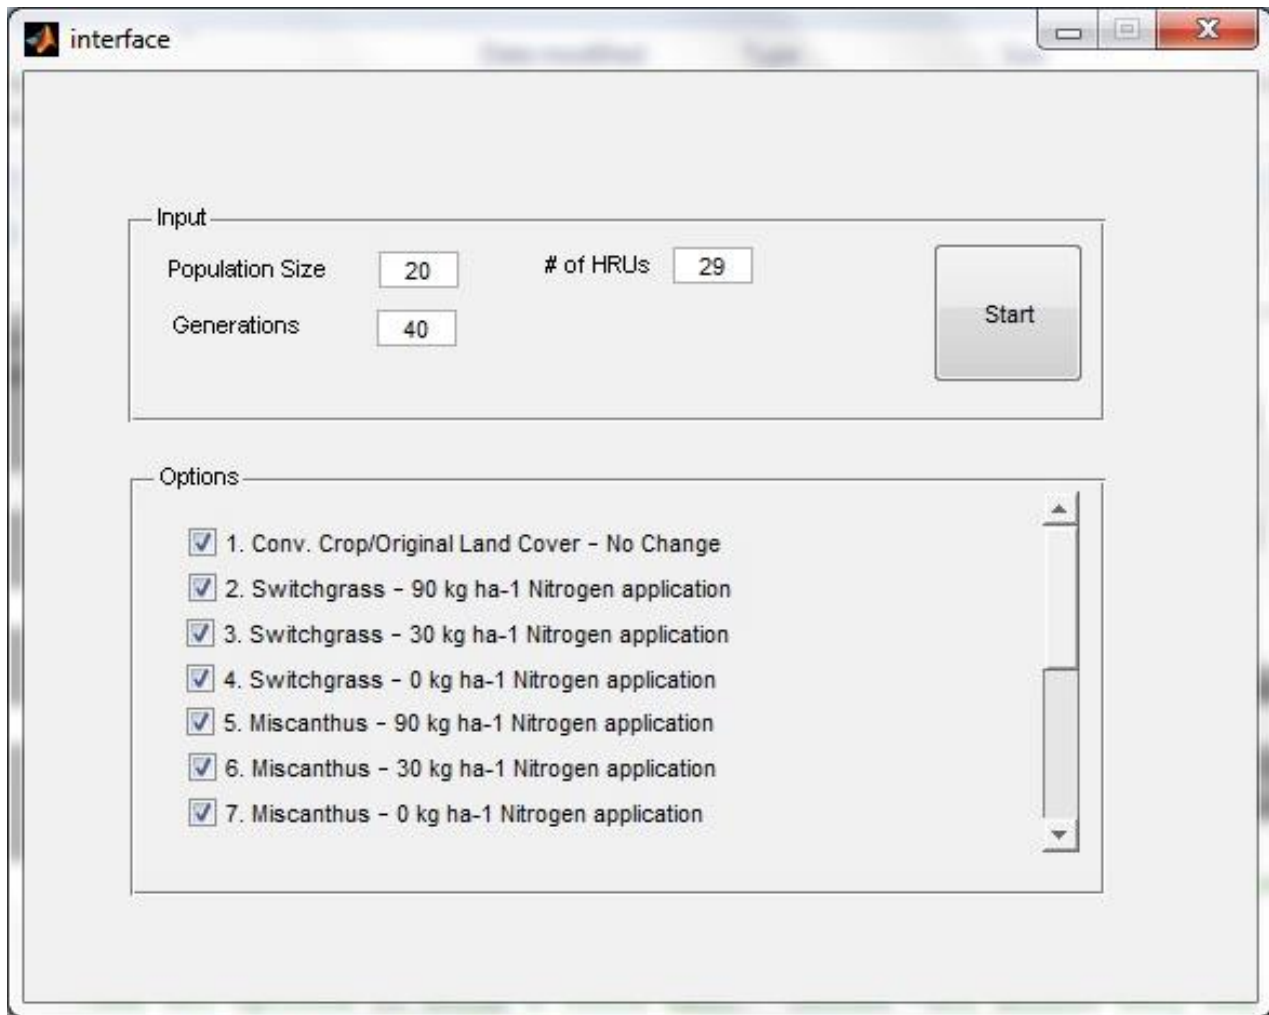 interface
Input
Population Size 20 # of HRUs 29
Generations 40
Start
Options
1. Conv. Crop/Original Land Cover - No Change
2. Switchgrass - 90 kg ha-1 Nitrogen application
3. Switchgrass - 30 kg ha-1 Nitrogen application
4. Switchgrass - 0 kg ha-1 Nitrogen application
5. Miscanthus - 90 kg ha-1 Nitrogen application
6. Miscanthus - 30 kg ha-1 Nitrogen application
7. Miscanthus - 0 kg ha-1 Nitrogen application